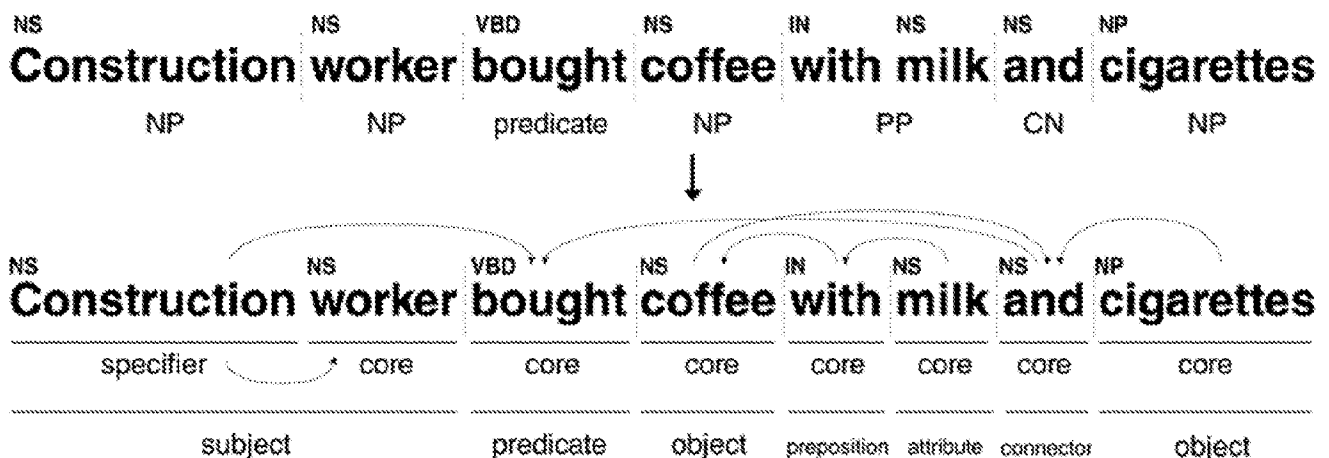 NS NS VBD NS IN NS NS NP
Construction worker bought coffee with milk and cigarettes
NP NP predicate NP PP CN NP
NS NS VBD NS IN NS NS NP
Construction worker bought coffee with milk and cigarettes
specifier core core core core core core core
subject predicate object preposition attribute connector object